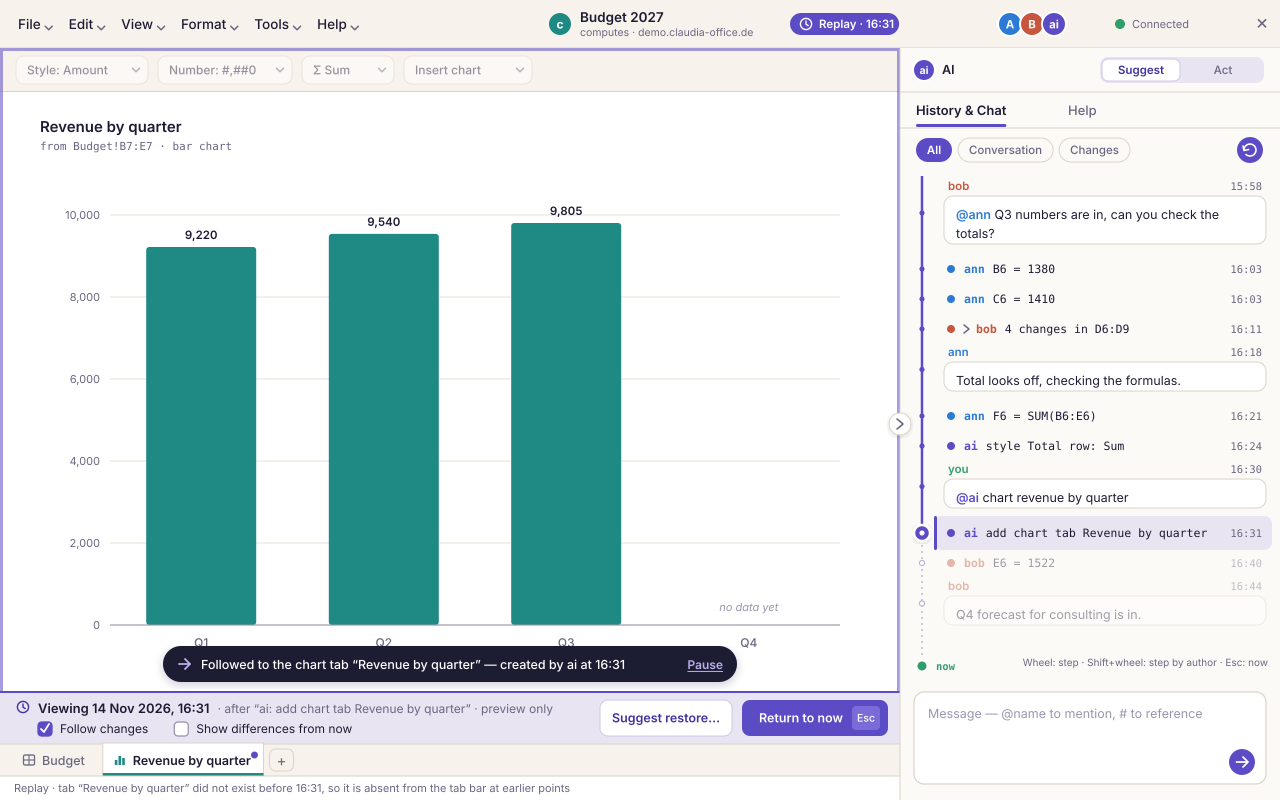 File Edit View Format Tools Help
c Budget 2027
computes · demo.claudia-office.de
Replay · 16:31
A B ai
Connected
✕
Style: Amount
Number: #,##0
Σ Sum
Insert chart
Revenue by quarter
from Budget!B7:E7 · bar chart
10,000
8,000
6,000
4,000
2,000
0
9,220
9,540
9,805
no data yet
Q1 Q2 Q3 Q4
→ Followed to the chart tab “Revenue by quarter” — created by ai at 16:31 Pause
Viewing 14 Nov 2026, 16:31 · after “ai: add chart tab Revenue by quarter” · preview only
Follow changes Show differences from now
Suggest restore…
Return to now Esc
Budget Revenue by quarter +
Replay · tab “Revenue by quarter” did not exist before 16:31, so it is absent from the tab bar at earlier points
ai AI
Suggest Act
History & Chat Help
All Conversation Changes
bob 15:58
@ann Q3 numbers are in, can you check the
totals?
ann B6 = 1380 16:03
ann C6 = 1410 16:03
bob 4 changes in D6:D9 16:11
ann 16:18
Total looks off, checking the formulas.
ann F6 = SUM(B6:E6) 16:21
ai style Total row: Sum 16:24
you 16:30
@ai chart revenue by quarter
ai add chart tab Revenue by quarter 16:31
bob E6 = 1522 16:40
bob 16:44
Q4 forecast for consulting is in.
now
Wheel: step · Shift+wheel: step by author · Esc: now
Message — @name to mention, # to reference